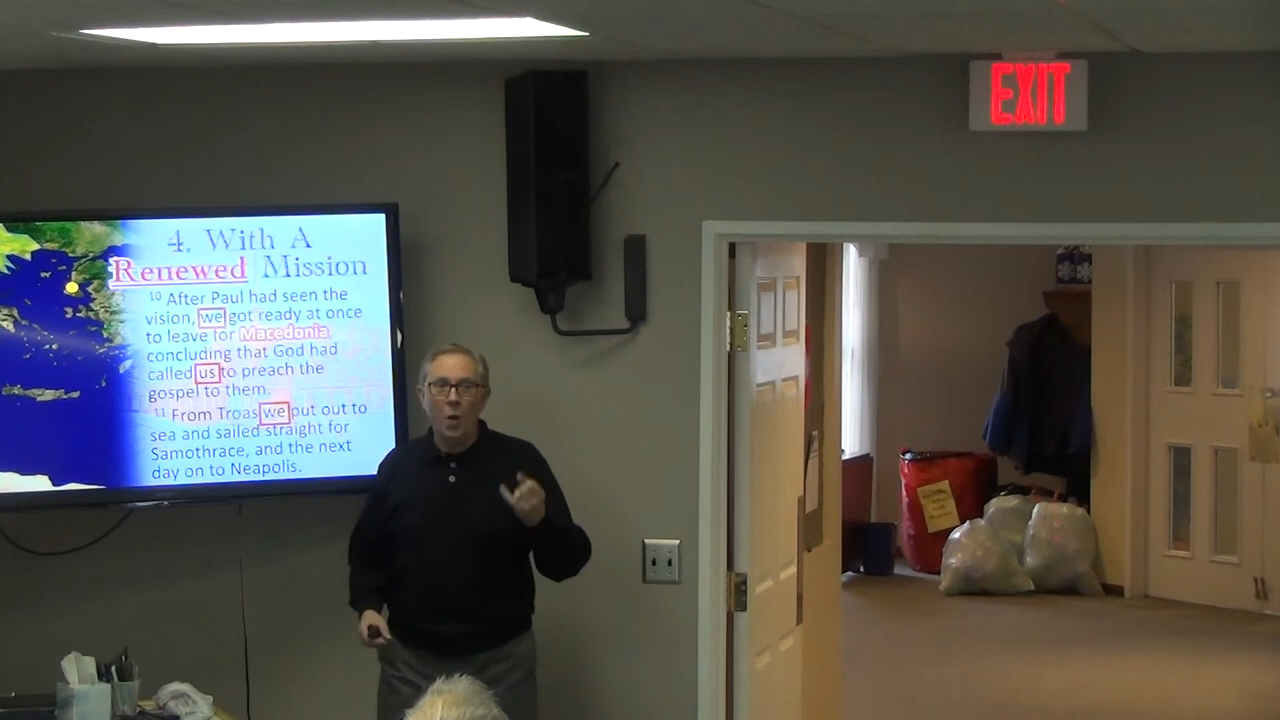 EXIT
4. With A
Renewed Mission
10 After Paul had seen the
vision, we got ready at once
to leave for Macedonia,
concluding that God had
called us to preach the
gospel to them.
11 From Troas we put out to
sea and sailed straight for
Samothrace, and the next
day on to Neapolis.